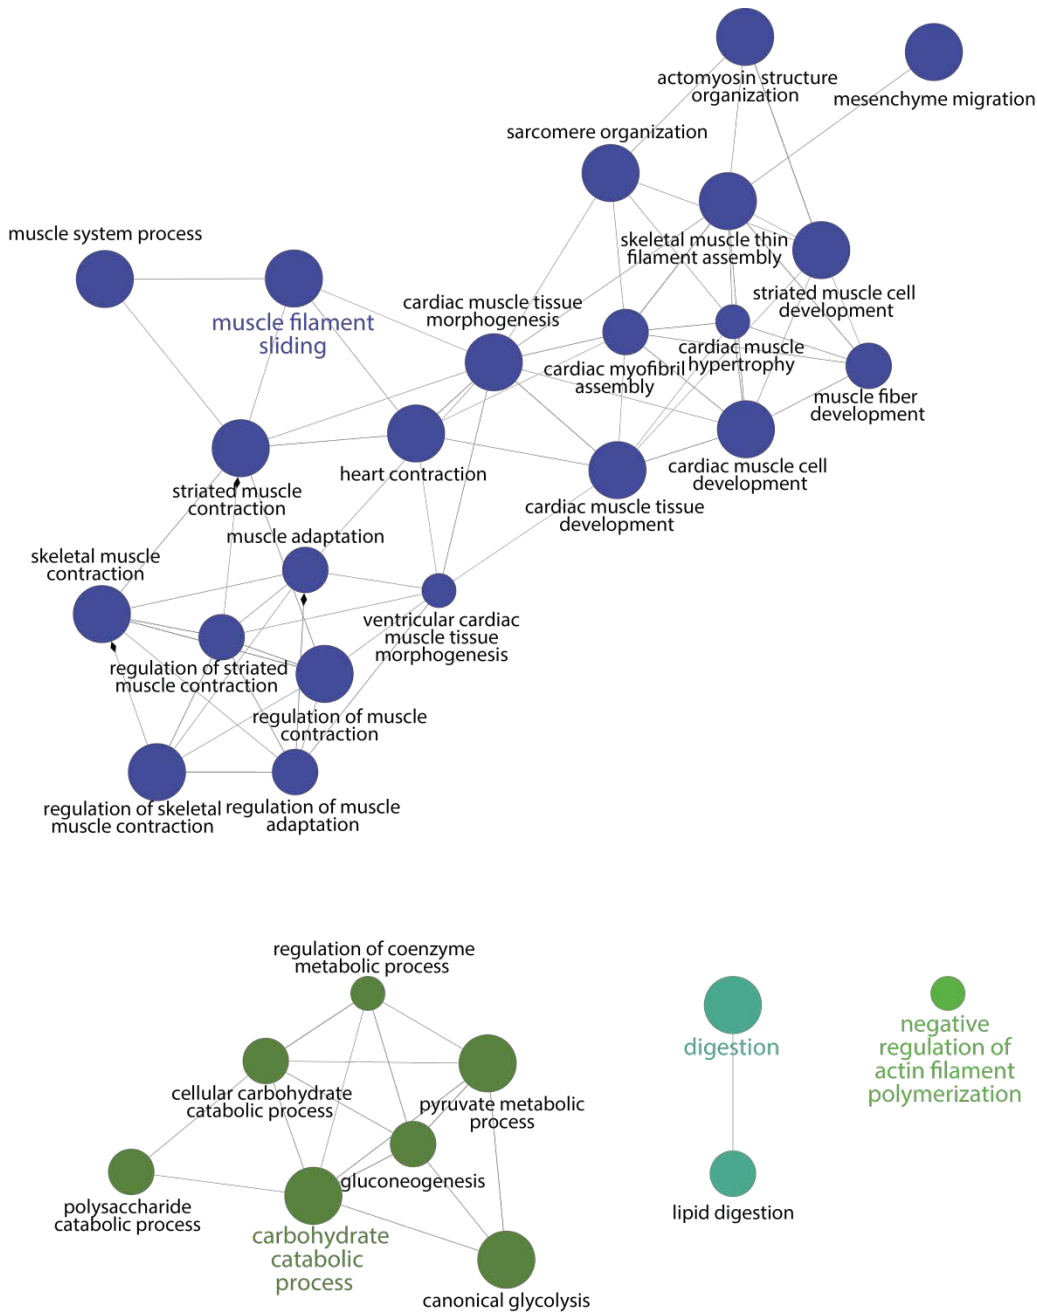 actomyosin structure
organization
mesenchyme migration
sarcomere organization
muscle system process
skeletal muscle thin
filament assembly
striated muscle cell
development
cardiac muscle tissue
morphogenesis
muscle filament
sliding
cardiac muscle
hypertrophy
cardiac myofibril
assembly
muscle fiber
development
heart contraction
cardiac muscle cell
development
striated muscle
contraction
cardiac muscle tissue
development
muscle adaptation
skeletal muscle
contraction
ventricular cardiac
muscle tissue
morphogenesis
regulation of striated
muscle contraction
regulation of muscle
contraction
regulation of skeletal
muscle contraction
regulation of muscle
adaptation
regulation of coenzyme
metabolic process
digestion
negative
regulation of
actin filament
polymerization
cellular carbohydrate
catabolic process
pyruvate metabolic
process
gluconeogenesis
polysaccharide
catabolic process
lipid digestion
carbohydrate
catabolic
process
canonical glycolysis